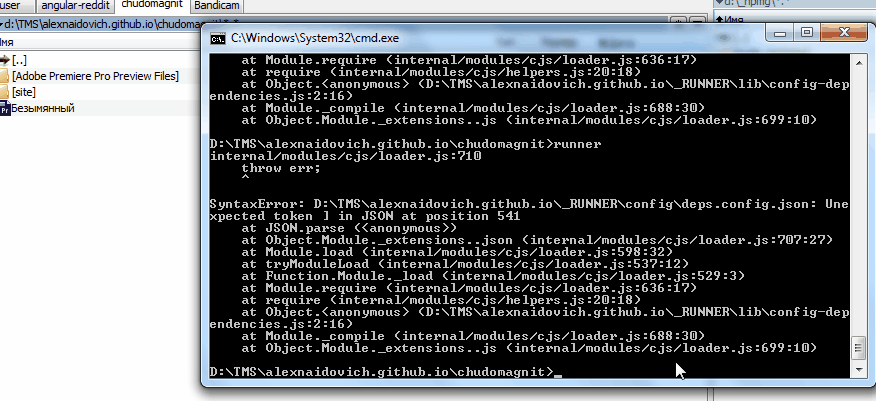 user
angular-reddit
chudomagnit
Bandicam
d:\TMS\alexnaidovich.github.io\chudomagnit\*.*
Имя
[..]
[Adobe Premiere Pro Preview Files]
[site]
Безымянный
C:\Windows\System32\cmd.exe
at Module.require (internal/modules/cjs/loader.js:636:17)
at require (internal/modules/cjs/helpers.js:20:18)
at Object.<anonymous> (D:\TMS\alexnaidovich.github.io\_RUNNER\lib\config-dep
endencies.js:2:16)
at Module._compile (internal/modules/cjs/loader.js:688:30)
at Object.Module._extensions..js (internal/modules/cjs/loader.js:699:10)
D:\TMS\alexnaidovich.github.io\chudomagnit>runner
internal/modules/cjs/loader.js:710
throw err;
^
SyntaxError: D:\TMS\alexnaidovich.github.io\_RUNNER\config\deps.config.json: Une
xpected token ] in JSON at position 541
at JSON.parse (<anonymous>)
at Object.Module._extensions..json (internal/modules/cjs/loader.js:707:27)
at Module.load (internal/modules/cjs/loader.js:598:32)
at tryModuleLoad (internal/modules/cjs/loader.js:537:12)
at Function.Module._load (internal/modules/cjs/loader.js:529:3)
at Module.require (internal/modules/cjs/loader.js:636:17)
at require (internal/modules/cjs/helpers.js:20:18)
at Object.<anonymous> (D:\TMS\alexnaidovich.github.io\_RUNNER\lib\config-dep
endencies.js:2:16)
at Module._compile (internal/modules/cjs/loader.js:688:30)
at Object.Module._extensions..js (internal/modules/cjs/loader.js:699:10)
D:\TMS\alexnaidovich.github.io\chudomagnit>_